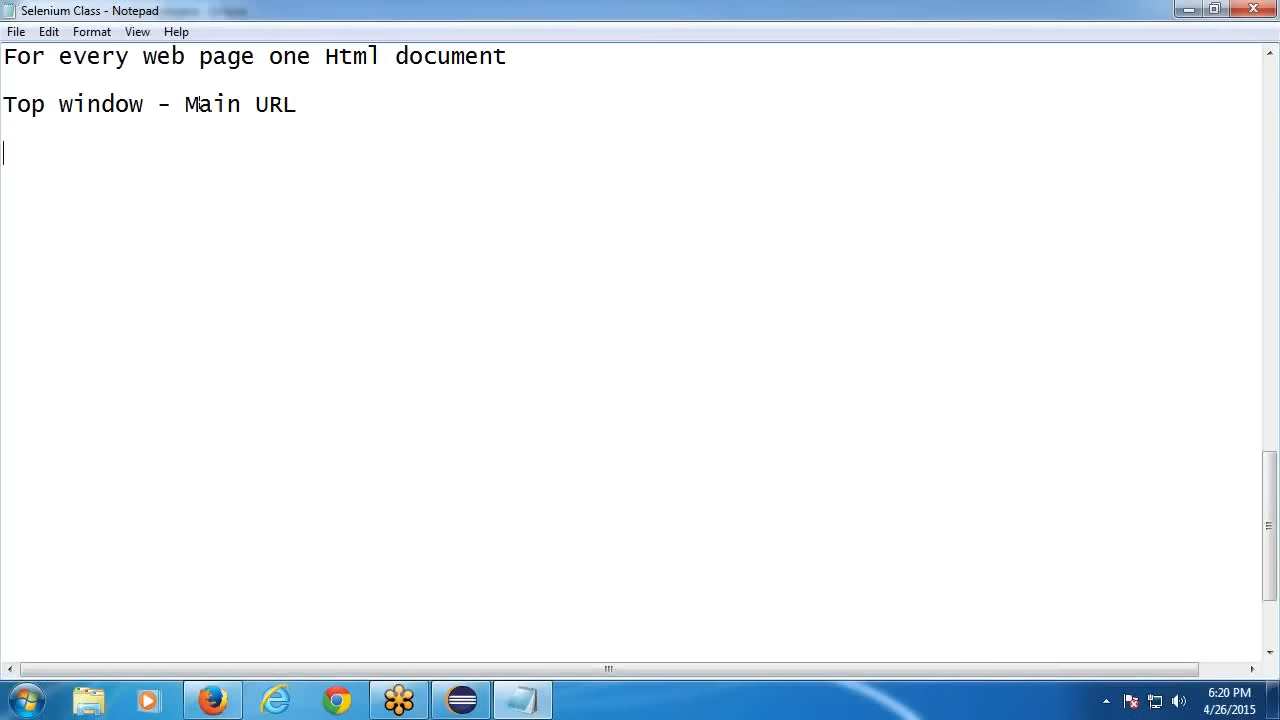 Selenium Class - Notepad
File Edit Format View Help
For every web page one Html document
Top window - Main URL
6:20 PM
4/26/2015